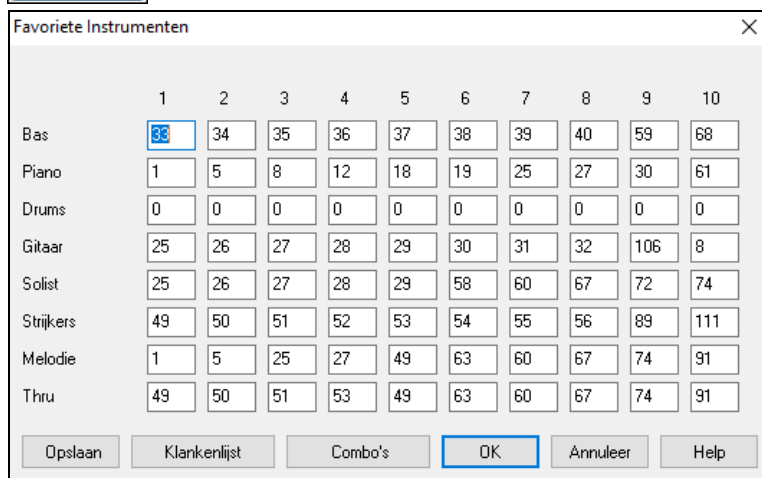 Favoriete Instrumenten
1 2 3 4 5 6 7 8 9 10
Bas 33 34 35 36 37 38 39 40 59 68
Piano 1 5 8 12 18 19 25 27 30 61
Drums 0 0 0 0 0 0 0 0 0 0
Gitaar 25 26 27 28 29 30 31 32 106 8
Solist 25 26 27 28 29 58 60 67 72 74
Strijkers 49 50 51 52 53 54 55 56 89 111
Melodie 1 5 25 27 49 63 60 67 74 91
Thru 49 50 51 53 49 63 60 67 74 91
Opslaan Klankenlijst Combo's OK Annuleer Help